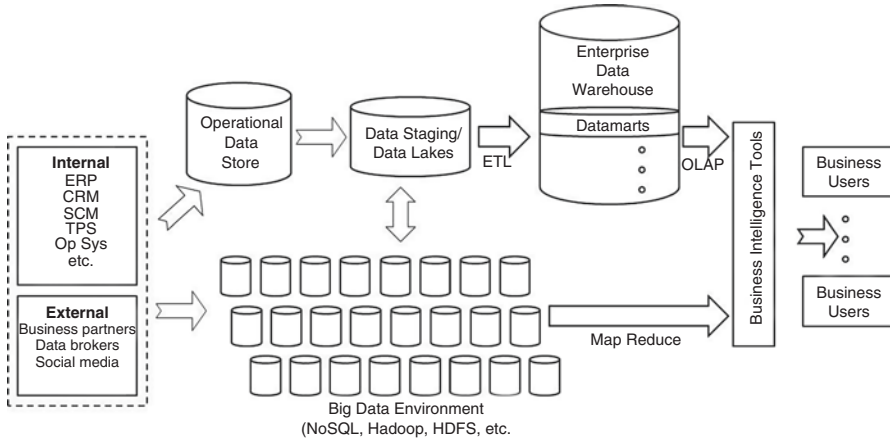 Internal
ERP
CRM
SCM
TPS
Op Sys
etc.
External
Business partners
Data brokers
Social media
Operational
Data
Store
Data Staging/
Data Lakes
ETL
Enterprise
Data
Warehouse
Datamarts
OLAP
Business Intelligence Tools
Business
Users
Business
Users
Map Reduce
Big Data Environment
(NoSQL, Hadoop, HDFS, etc.